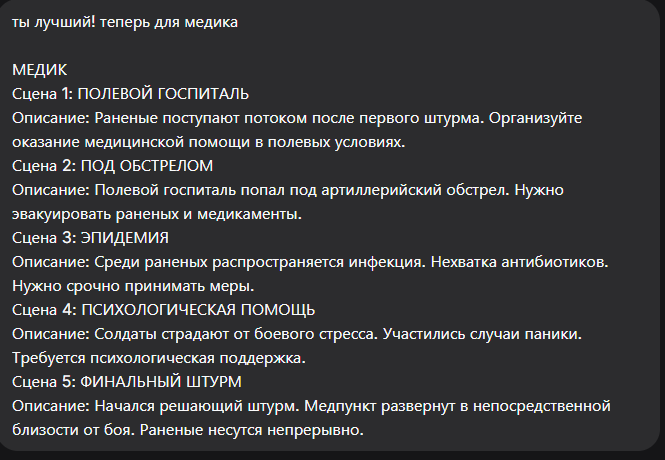 ты лучший! теперь для медика
МЕДИК
Сцена 1: ПОЛЕВОЙ ГОСПИТАЛЬ
Описание: Раненые поступают потоком после первого штурма. Организуйте
оказание медицинской помощи в полевых условиях.
Сцена 2: ПОД ОБСТРЕЛОМ
Описание: Полевой госпиталь попал под артиллерийский обстрел. Нужно
эвакуировать раненых и медикаменты.
Сцена 3: ЭПИДЕМИЯ
Описание: Среди раненых распространяется инфекция. Нехватка антибиотиков.
Нужно срочно принимать меры.
Сцена 4: ПСИХОЛОГИЧЕСКАЯ ПОМОЩЬ
Описание: Солдаты страдают от боевого стресса. Участились случаи паники.
Требуется психологическая поддержка.
Сцена 5: ФИНАЛЬНЫЙ ШТУРМ
Описание: Начался решающий штурм. Медпункт развернут в непосредственной
близости от боя. Раненые несутся непрерывно.